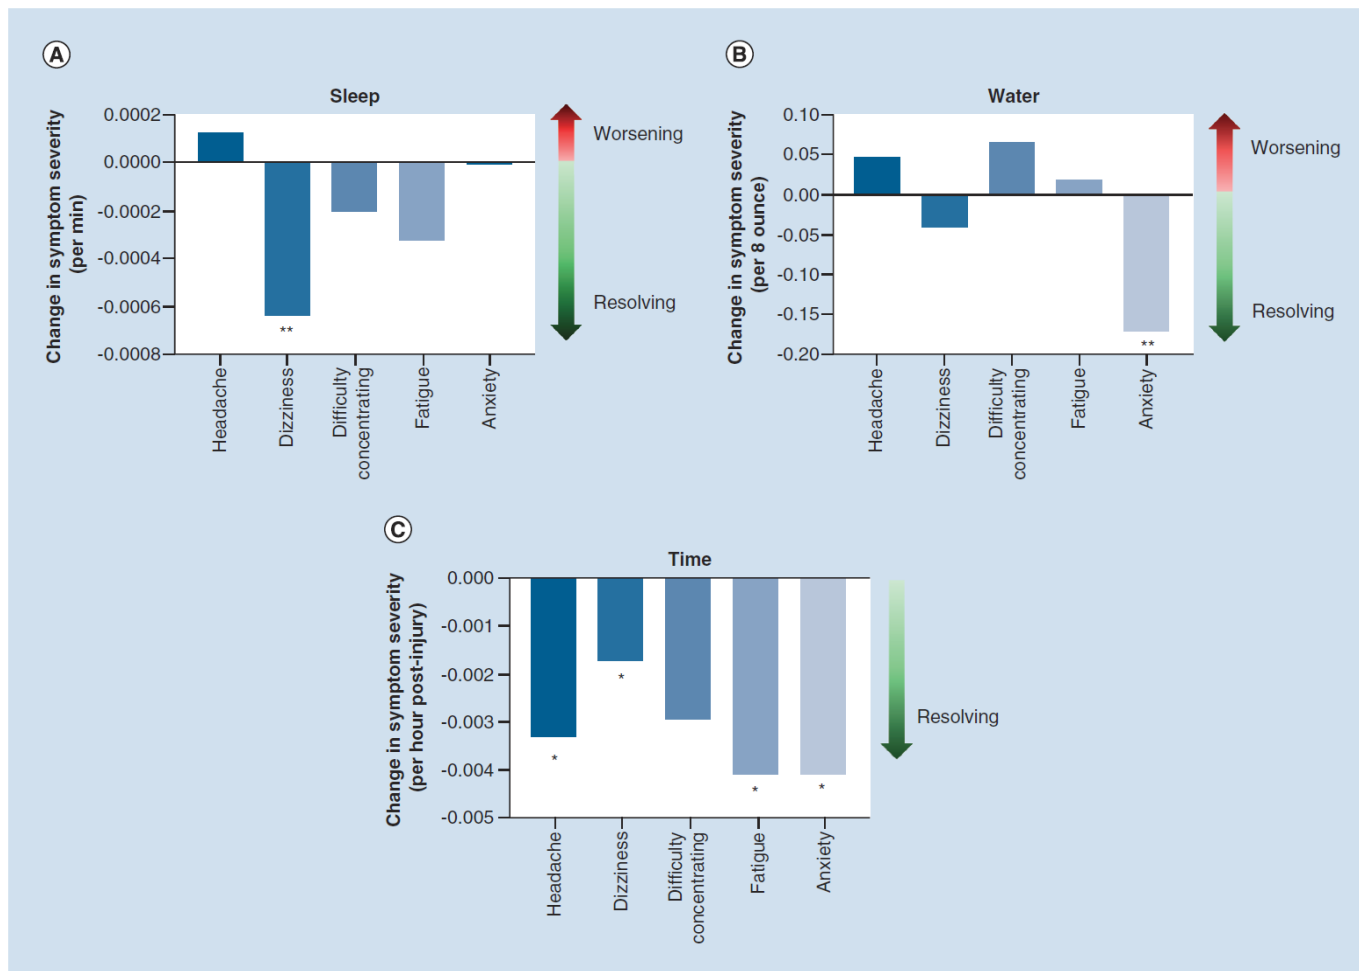 A
Sleep
Change in symptom severity
(per min)
0.0002
0.0000
-0.0002
-0.0004
-0.0006
-0.0008
**
Headache
Dizziness
Difficulty
concentrating
Fatigue
Anxiety
Worsening
Resolving
B
Water
Change in symptom severity
(per 8 ounce)
0.10
0.05
0.00
-0.05
-0.10
-0.15
-0.20
**
Headache
Dizziness
Difficulty
concentrating
Fatigue
Anxiety
Worsening
Resolving
C
Time
Change in symptom severity
(per hour post-injury)
0.000
-0.001
-0.002
-0.003
-0.004
-0.005
*
*
*
*
Headache
Dizziness
Difficulty
concentrating
Fatigue
Anxiety
Resolving